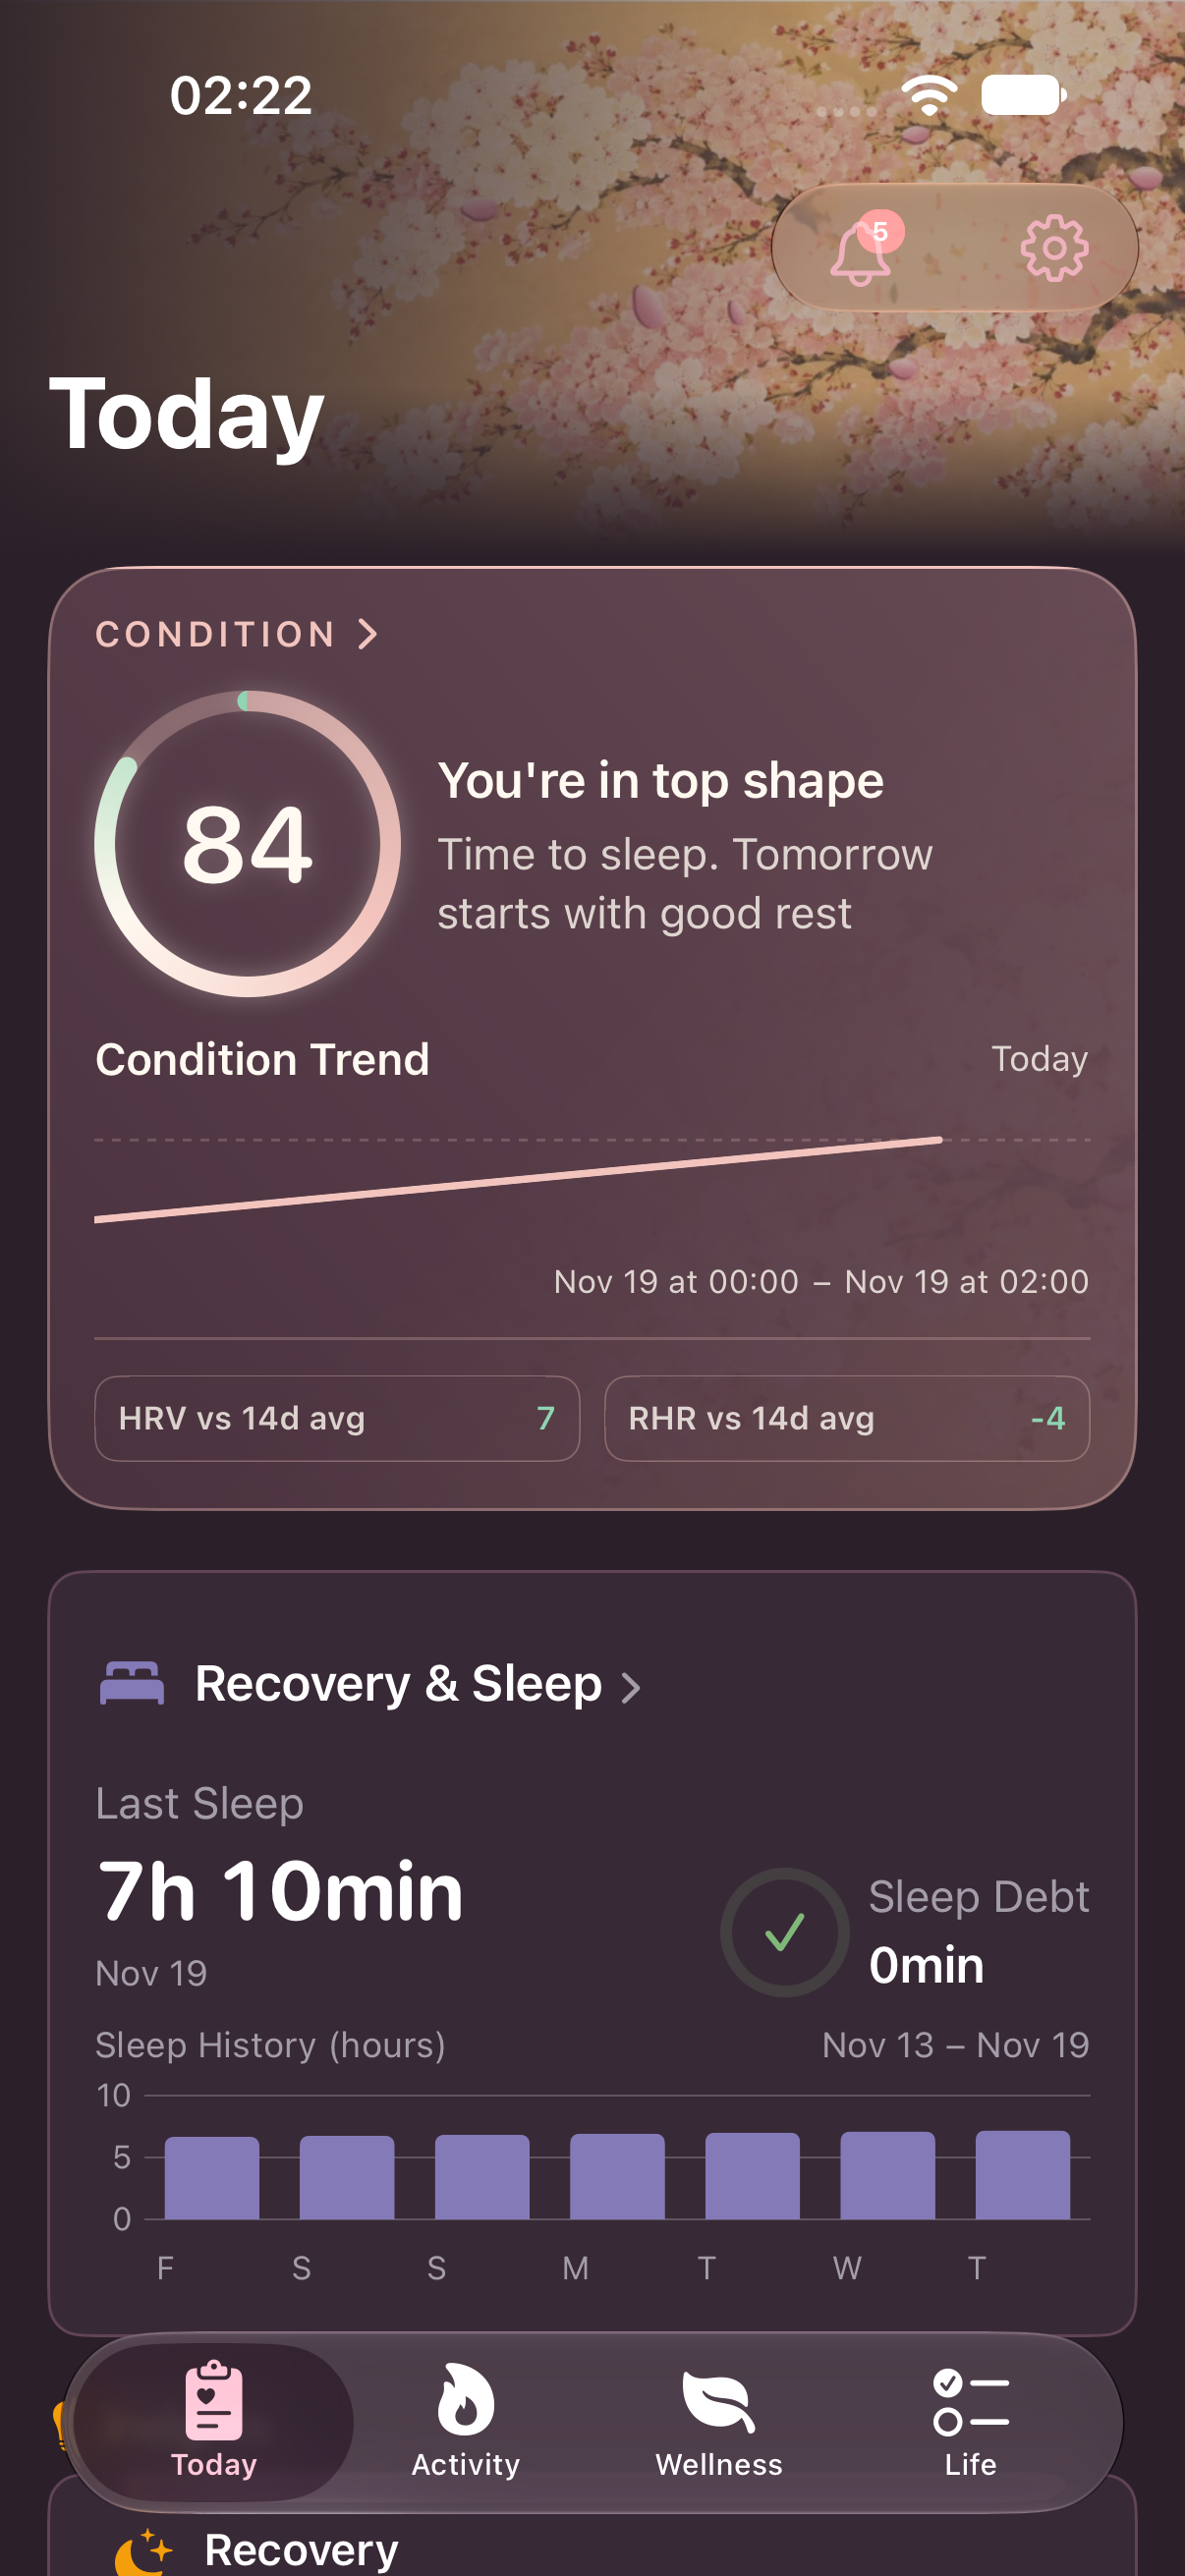 02:22
5
Today
CONDITION
84
You're in top shape
Time to sleep. Tomorrow
starts with good rest
Condition Trend
Today
Nov 19 at 00:00 – Nov 19 at 02:00
HRV vs 14d avg 7
RHR vs 14d avg -4
Recovery & Sleep
Last Sleep
7h 10min
Nov 19
Sleep Debt
0min
Sleep History (hours)
Nov 13 – Nov 19
10
5
0
F S S M T W T
Today
Activity
Wellness
Life
Recovery